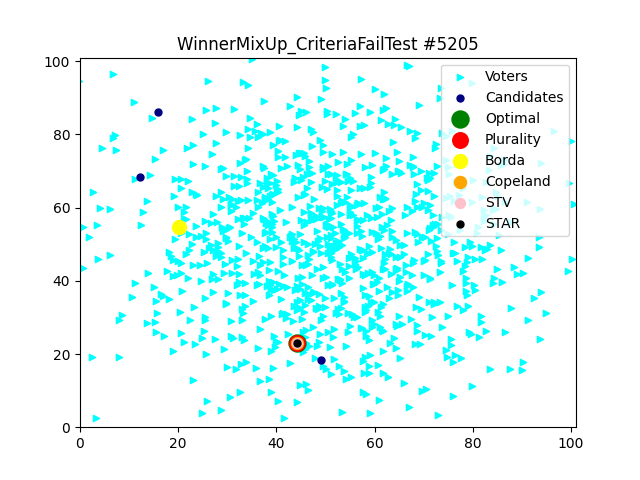 WinnerMixUp_CriteriaFailTest #5205
100
80
60
40
20
0
0 20 40 60 80 100
Voters
Candidates
Optimal
Plurality
Borda
Copeland
STV
STAR